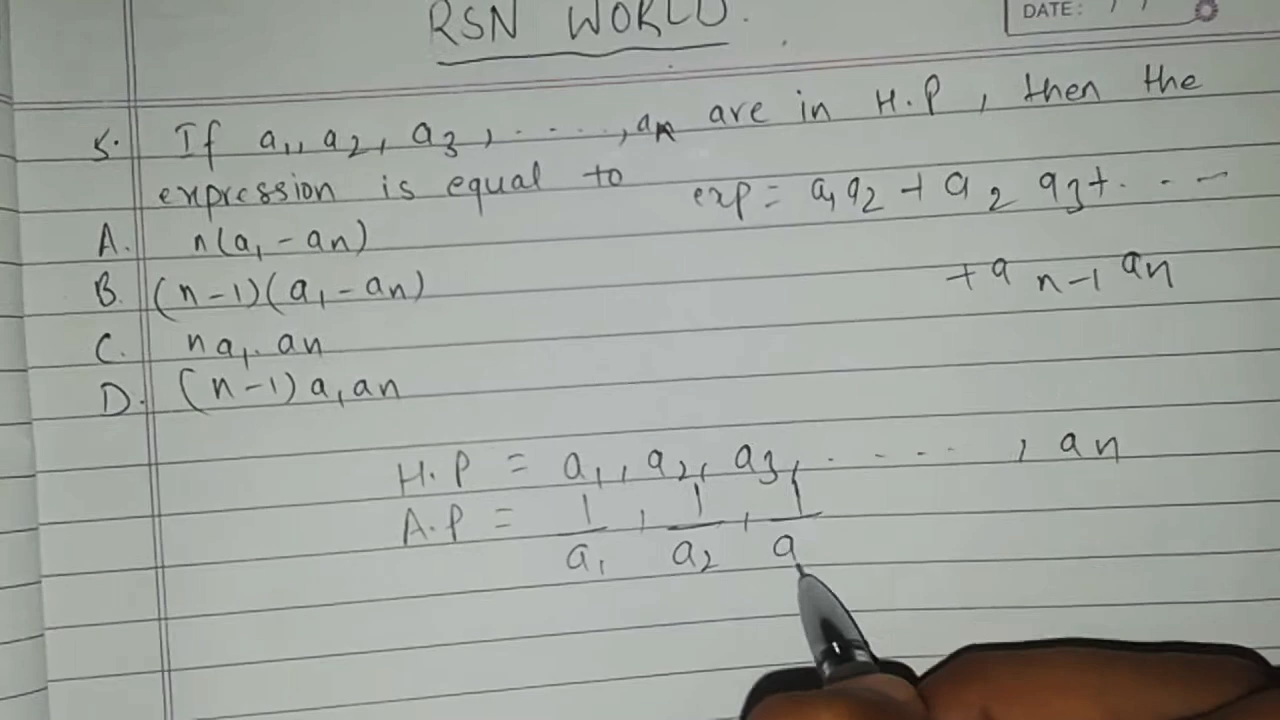 RSN WORLD.
DATE: / /
5. If a₁, a₂, a₃, ....., aₙ are in H.P, then the
expression is equal to exp = a₁a₂ + a₂ a₃ + ....
+ a n-1 an
A. n(a₁ - an)
B. (n-1)(a₁ - an)
C. na₁. an
D. (n-1)a₁an
H.P = a₁, a₂, a₃, ....., an
A.P = 1/a₁, 1/a₂, 1/a